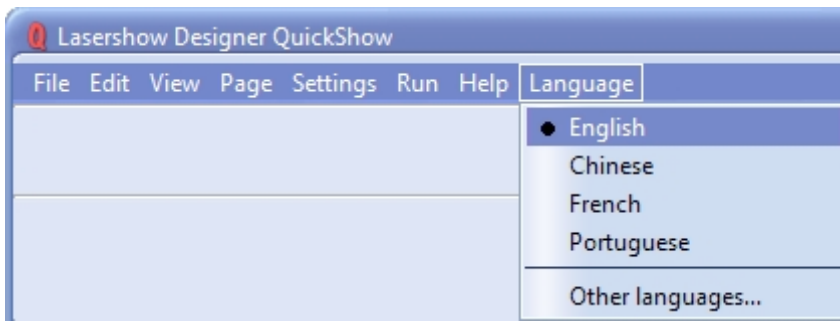 Lasershow Designer QuickShow
File Edit View Page Settings Run Help Language
English
Chinese
French
Portuguese
Other languages...